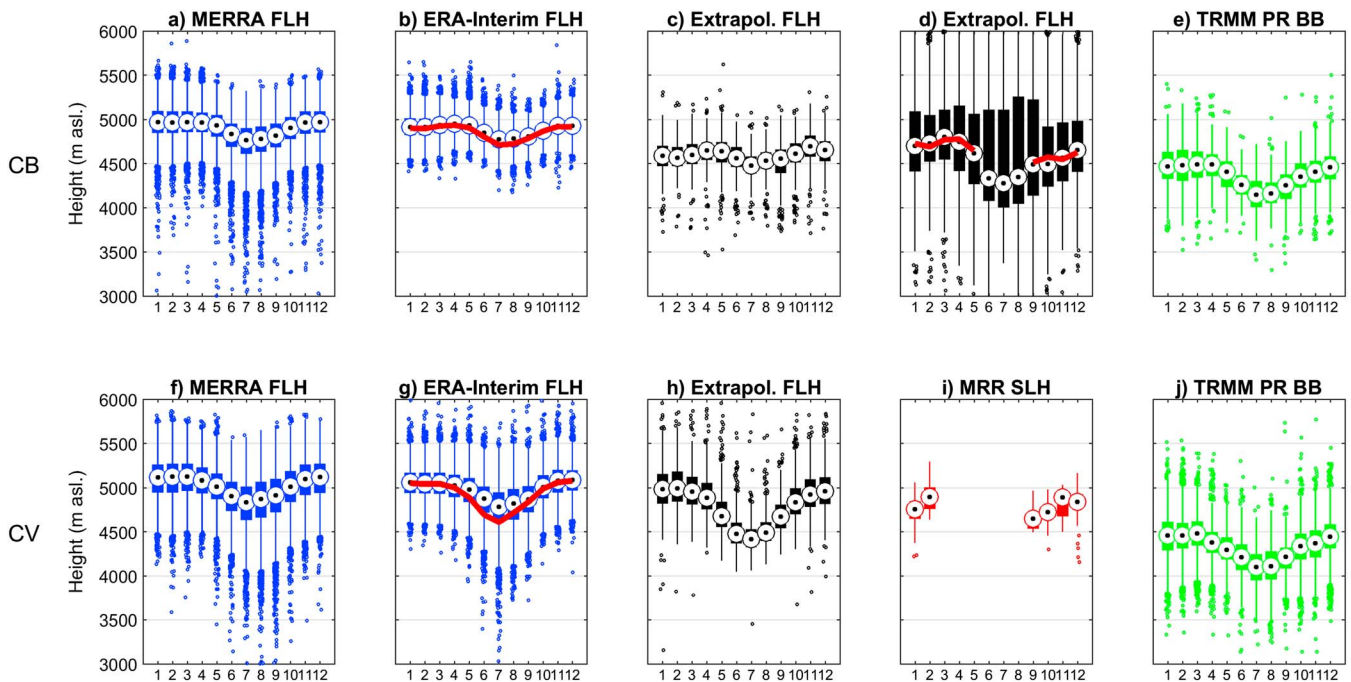 a) MERRA FLH
b) ERA-Interim FLH
c) Extrapol. FLH
d) Extrapol. FLH
e) TRMM PR BB
CB
Height (m asl.)
6000
5500
5000
4500
4000
3500
3000
1 2 3 4 5 6 7 8 9 101112
1 2 3 4 5 6 7 8 9 101112
1 2 3 4 5 6 7 8 9 101112
1 2 3 4 5 6 7 8 9 101112
1 2 3 4 5 6 7 8 9 101112
f) MERRA FLH
g) ERA-Interim FLH
h) Extrapol. FLH
i) MRR SLH
j) TRMM PR BB
CV
Height (m asl.)
6000
5500
5000
4500
4000
3500
3000
1 2 3 4 5 6 7 8 9 101112
1 2 3 4 5 6 7 8 9 101112
1 2 3 4 5 6 7 8 9 101112
1 2 3 4 5 6 7 8 9 101112
1 2 3 4 5 6 7 8 9 101112